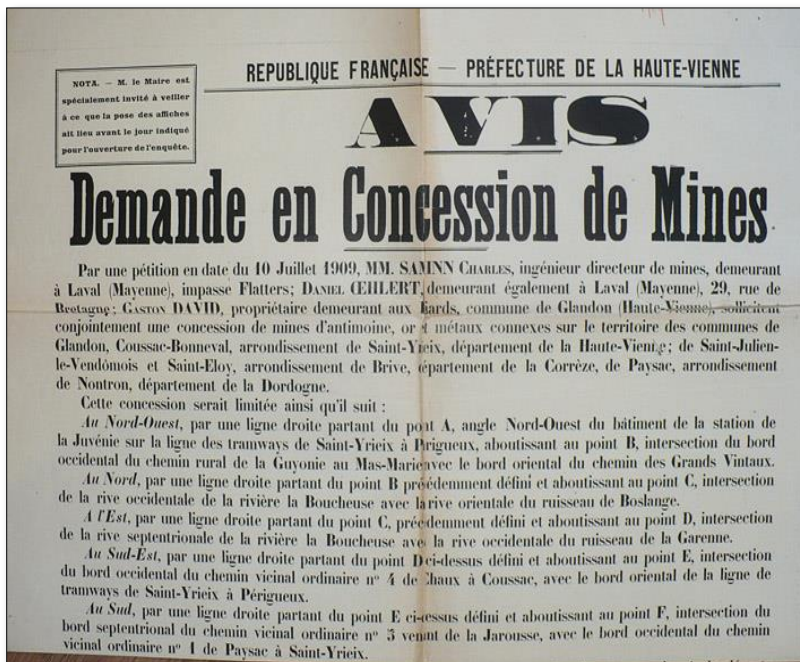 REPUBLIQUE FRANÇAISE — PRÉFECTURE DE LA HAUTE-VIENNE
NOTA. — M. le Maire est
spécialement invité à veiller
à ce que la pose des affiches
ait lieu avant le jour indiqué
pour l'ouverture de l'enquête.
AVIS
Demande en Concession de Mines
Par une pétition en date du 10 Juillet 1909, MM. SAMNN CHARLES, ingénieur directeur de mines, demeurant
à Laval (Mayenne), impasse Flatters; DANIEL ŒHLERT, demeurant également à Laval (Mayenne), 29, rue de
Bretagne; GASTON DAVID, propriétaire demeurant aux Bards, commune de Glandon (Haute-Vienne), sollicitent
conjointement une concession de mines d'antimoine, or et métaux connexes sur le territoire des communes de
Glandon, Coussac-Bonneval, arrondissement de Saint-Yrieix, département de la Haute-Vienne; de Saint-Julien-
le-Vendômois et Saint-Eloy, arrondissement de Brive, département de la Corrèze, de Paysac, arrondissement
de Nontron, département de la Dordogne.
Cette concession serait limitée ainsi qu'il suit :
Au Nord-Ouest, par une ligne droite partant du point A, angle Nord-Ouest du bâtiment de la station de
la Juvénie sur la ligne des tramways de Saint-Yrieix à Périgueux, aboutissant au point B, intersection du bord
occidental du chemin rural de la Guyonie au Mas-Marie avec le bord oriental du chemin des Grands Vintaux.
Au Nord, par une ligne droite partant du point B précédemment défini et aboutissant au point C, intersection
de la rive occidentale de la rivière la Boucheuse avec la rive orientale du ruisseau de Boslange.
A l'Est, par une ligne droite partant du point C, précédemment défini et aboutissant au point D, intersection
de la rive septentrionale de la rivière la Boucheuse avec la rive occidentale du ruisseau de la Garenne.
Au Sud-Est, par une ligne droite partant du point D ci-dessus défini et aboutissant au point E, intersection
du bord occidental du chemin vicinal ordinaire nº 4 de Chaux à Coussac, avec le bord oriental de la ligne de
tramways de Saint-Yrieix à Périgueux.
Au Sud, par une ligne droite partant du point E ci-dessus défini et aboutissant au point F, intersection du
bord septentrional du chemin vicinal ordinaire nº 3 venant de la Jarousse, avec le bord occidental du chemin
vicinal ordinaire nº 1 de Paysac à Saint-Yrieix.